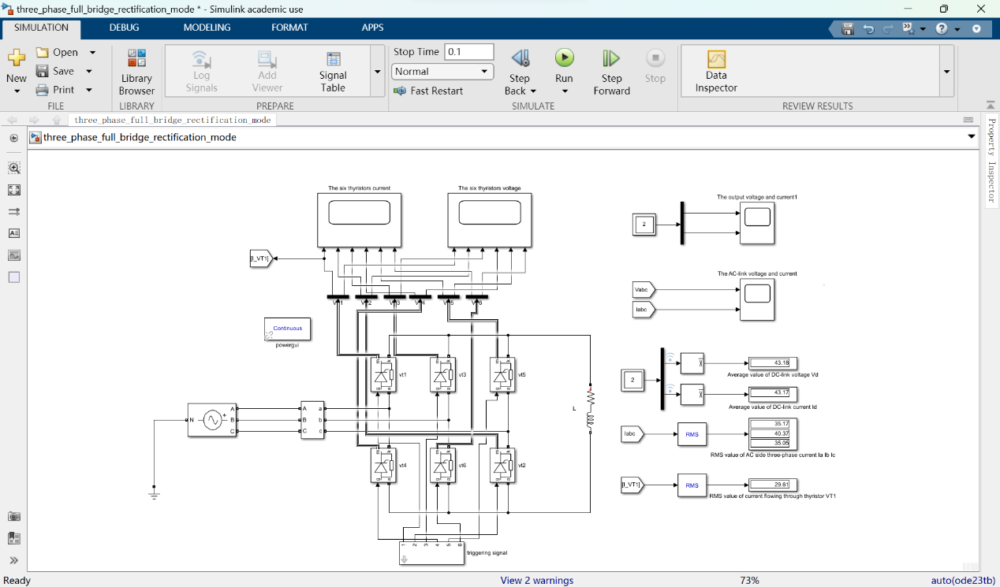 three_phase_full_bridge_rectification_mode * - Simulink academic use
SIMULATION DEBUG MODELING FORMAT APPS
New
Open
Save
Print
FILE
Library Browser
LIBRARY
Log Signals
Add Viewer
Signal Table
PREPARE
Stop Time 0.1
Normal
Fast Restart
Step Back
Run
Step Forward
Stop
SIMULATE
Data Inspector
REVIEW RESULTS
three_phase_full_bridge_rectification_mode
three_phase_full_bridge_rectification_mode
Property Inspector
The six thyristors current
The six thyristors voltage
[I_VT1]
Continuous
powergui
vt1
vt3
vt5
m k
m k
m k
g a
g a
g a
N
A
B
C
A a
B b
C c
L
vt4
vt6
vt2
m k
m k
m k
g a
g a
g a
1 2 3 4 5 6
triggering signal
The output voltage and current1
2
The AC-link voltage and current
Vabc
Iabc
2
43.18
Average value of DC-link voltage Vd
43.17
Average value of DC-link current Id
Iabc
RMS
35.17
40.37
35.05
RMS value of AC side three-phase current Ia Ib Ic
[I_VT1]
RMS
29.61
RMS value of current flowing through thyristor VT1
Ready
View 2 warnings
73%
auto(ode23tb)